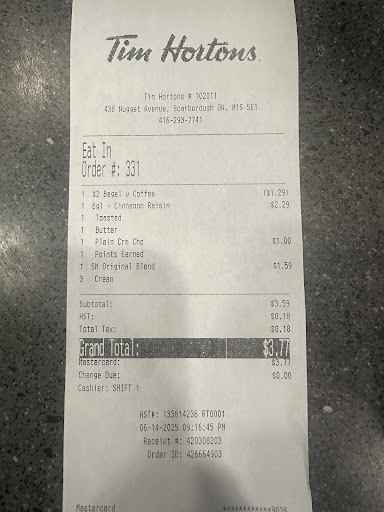 Tim Hortons.
Tim Hortons # 102011
438 Nugget Avenue, Scarborough ON, M1S 5E1
416-293-7741
Eat In
Order #: 331
1 $2 Bagel w Coffee ($1.29)
1 Bgl - Cinnamon Raisin $2.29
1 Toasted
1 Butter
1 Plain Crm Chs $1.00
1 Points Earned
1 SM Original Blend $1.59
3 Cream
Subtotal: $3.59
HST: $0.18
Total Tax: $0.18
Grand Total: $3.77
Mastercard: $3.77
Change Due: $0.00
Cashier: SHIFT 1
HST#: 133814236 RT0001
06-14-2025 09:16:45 PM
Receipt #: 420308203
Order ID: 426664903
Mastercard ************9026